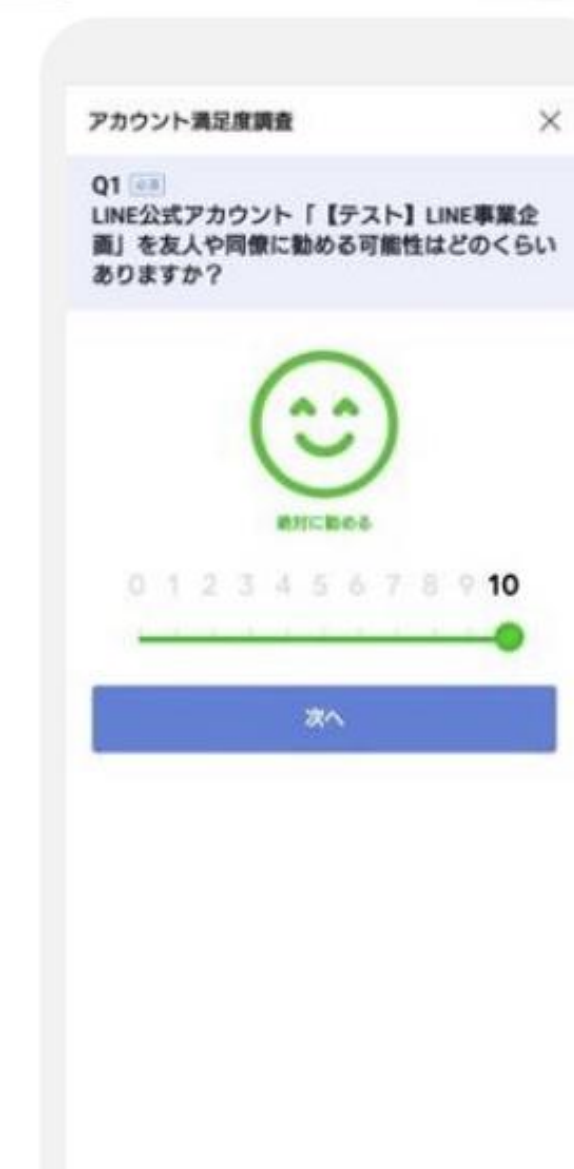 アカウント満足度調査
Q1 必須
LINE公式アカウント「【テスト】LINE事業企
画」を友人や同僚に勧める可能性はどのくらい
ありますか？
絶対に勧める
0 1 2 3 4 5 6 7 8 9 10
次へ